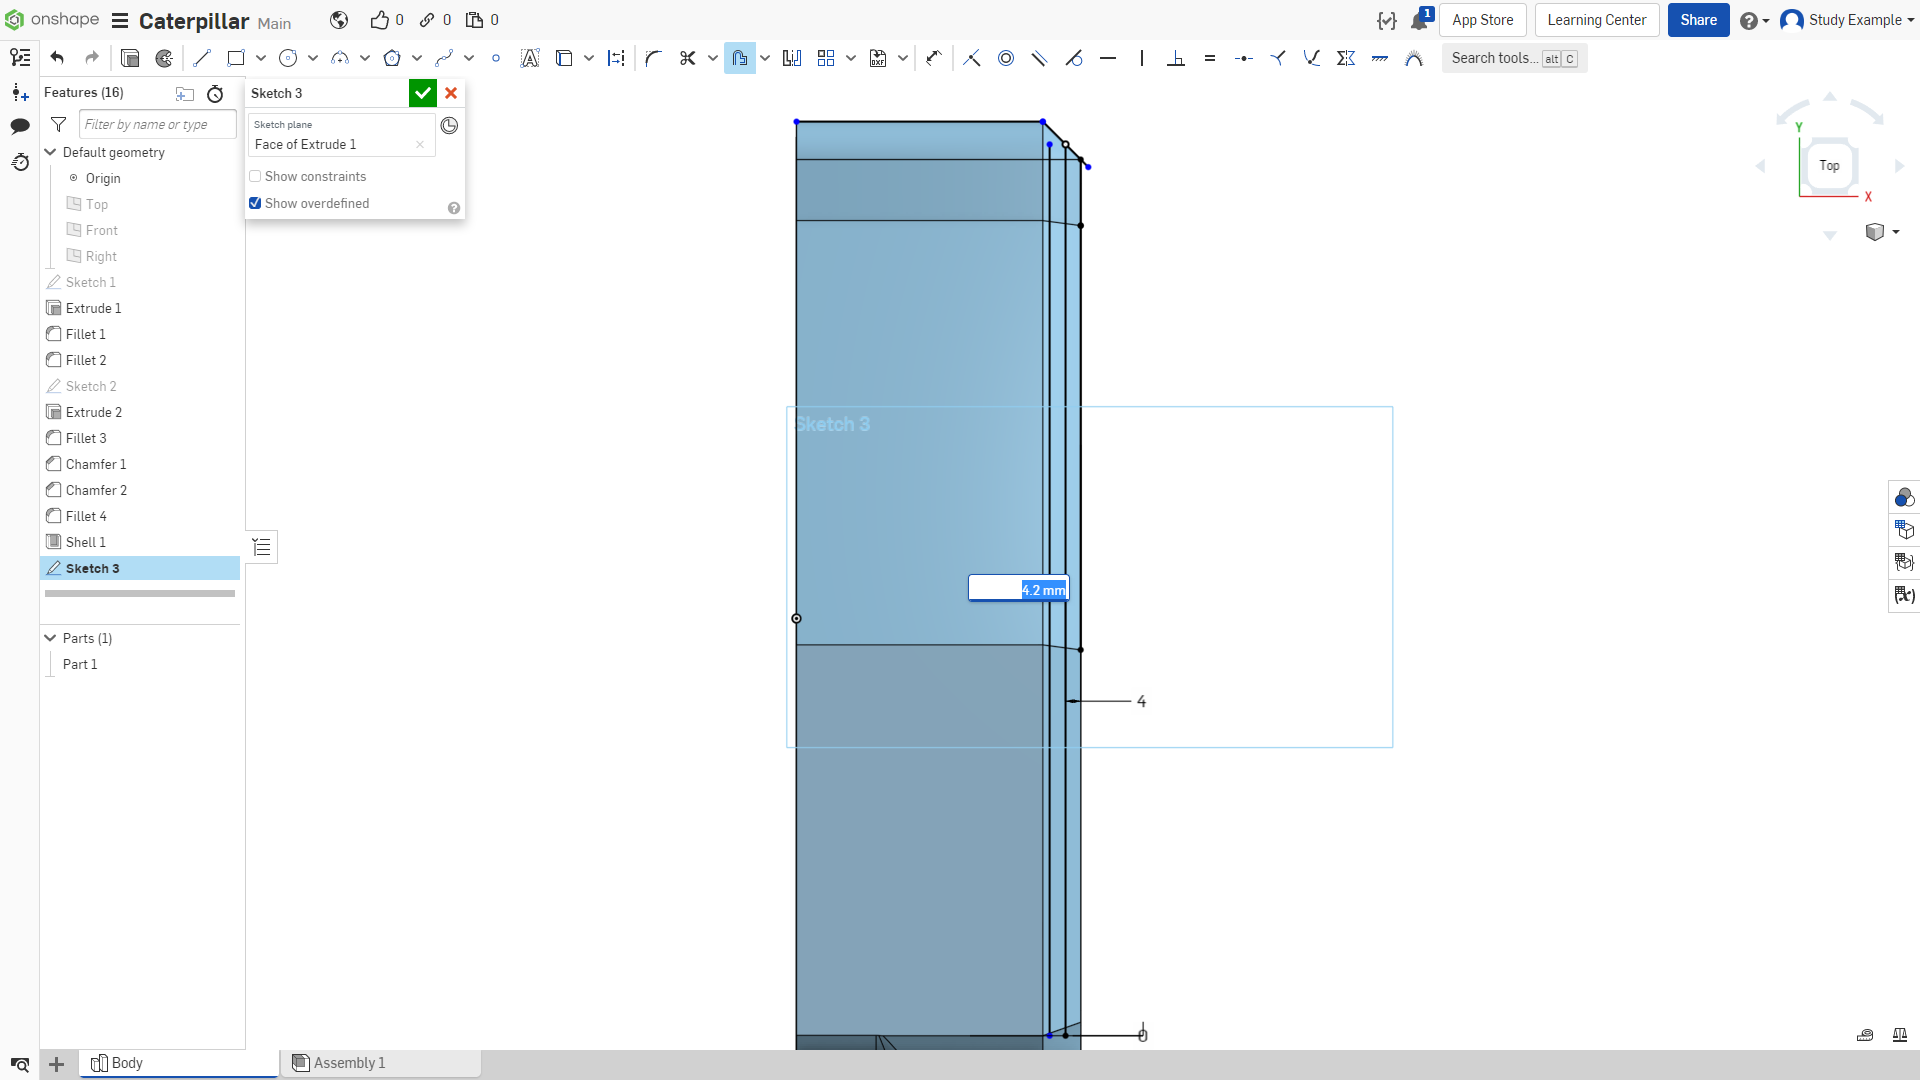 onshape
Caterpillar Main
0
0
0
1
App Store
Learning Center
Share
Study Example
Search tools... alt C
Features (16)
Filter by name or type
Default geometry
Origin
Top
Front
Right
Sketch 1
Extrude 1
Fillet 1
Fillet 2
Sketch 2
Extrude 2
Fillet 3
Chamfer 1
Chamfer 2
Fillet 4
Shell 1
Sketch 3
Parts (1)
Part 1
Sketch 3
Sketch plane
Face of Extrude 1
Show constraints
Show overdefined
Sketch 3
4.2 mm
4
0
Y
Top
X
Body
Assembly 1